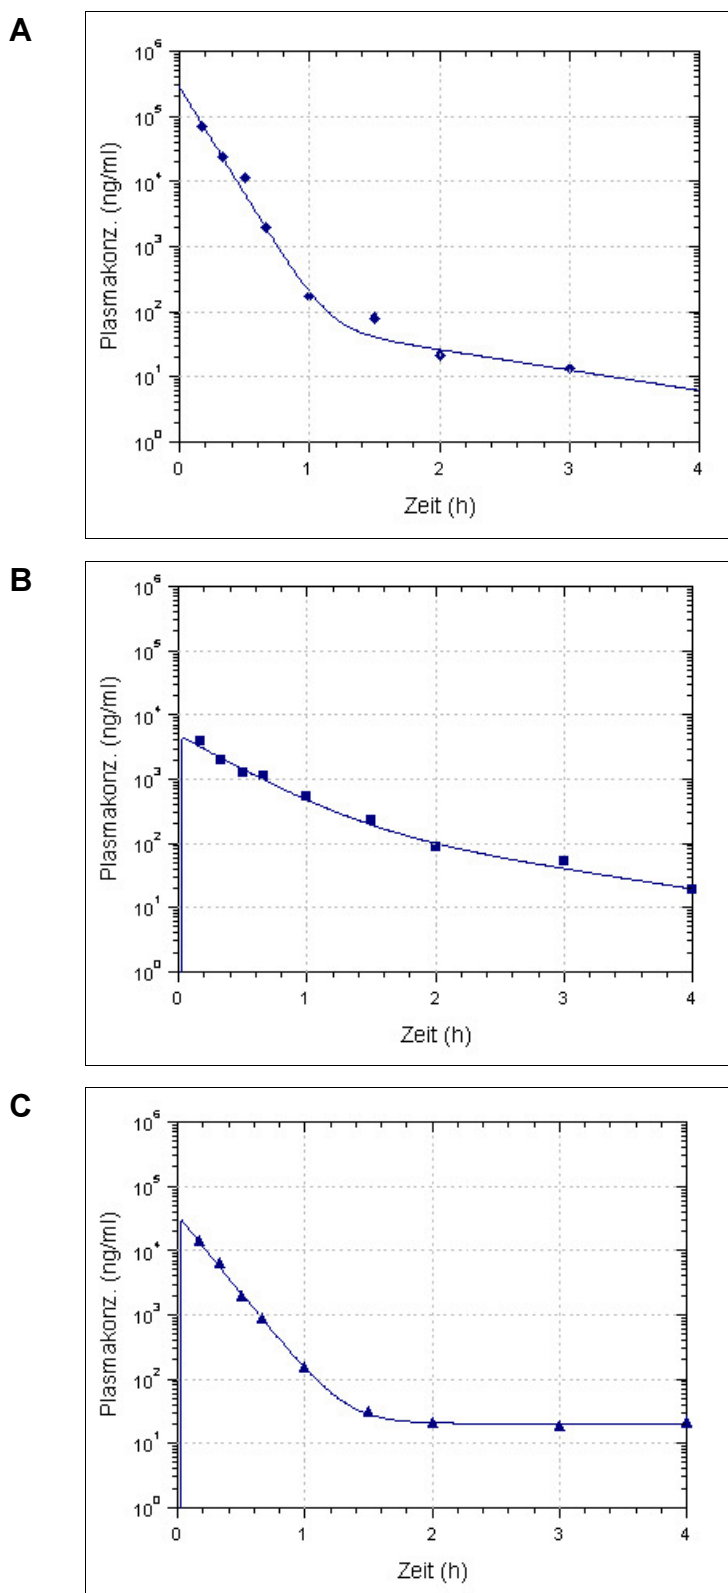 A
Plasmakonz. (ng/ml)
10⁶
10⁵
10⁴
10³
10²
10¹
10⁰
0 1 2 3 4
Zeit (h)
B
Plasmakonz. (ng/ml)
10⁶
10⁵
10⁴
10³
10²
10¹
10⁰
0 1 2 3 4
Zeit (h)
C
Plasmakonz. (ng/ml)
10⁶
10⁵
10⁴
10³
10²
10¹
10⁰
0 1 2 3 4
Zeit (h)